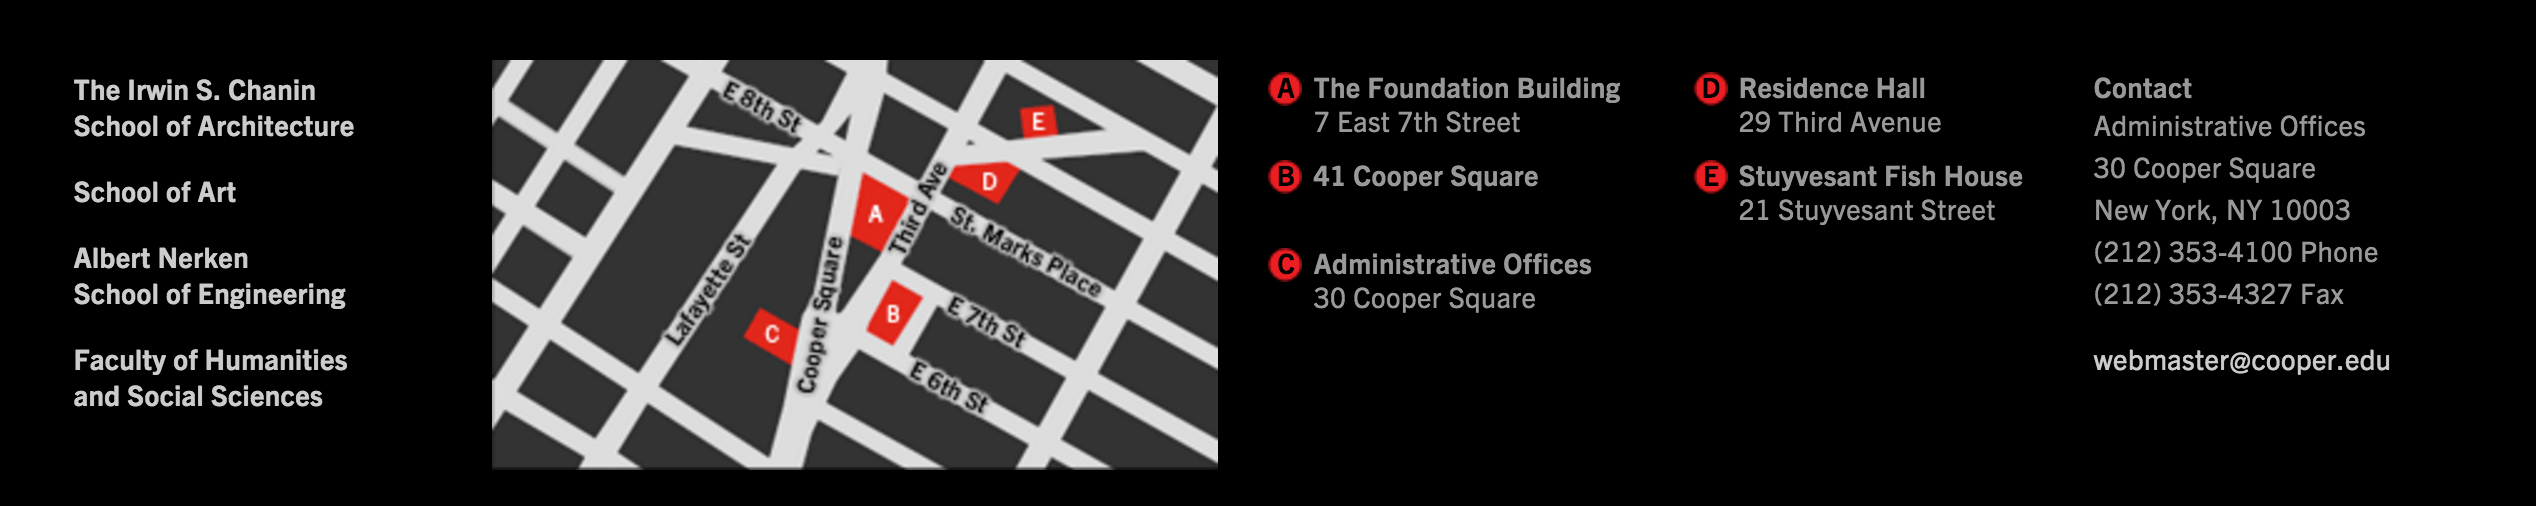 The Irwin S. Chanin
School of Architecture
School of Art
Albert Nerken
School of Engineering
Faculty of Humanities
and Social Sciences
E 8th St
E
Third Ave
D
A
St. Marks Place
Lafayette St
Cooper Square
B
E 7th St
C
E 6th St
A The Foundation Building
7 East 7th Street
B 41 Cooper Square
C Administrative Offices
30 Cooper Square
D Residence Hall
29 Third Avenue
E Stuyvesant Fish House
21 Stuyvesant Street
Contact
Administrative Offices
30 Cooper Square
New York, NY 10003
(212) 353-4100 Phone
(212) 353-4327 Fax
webmaster@cooper.edu